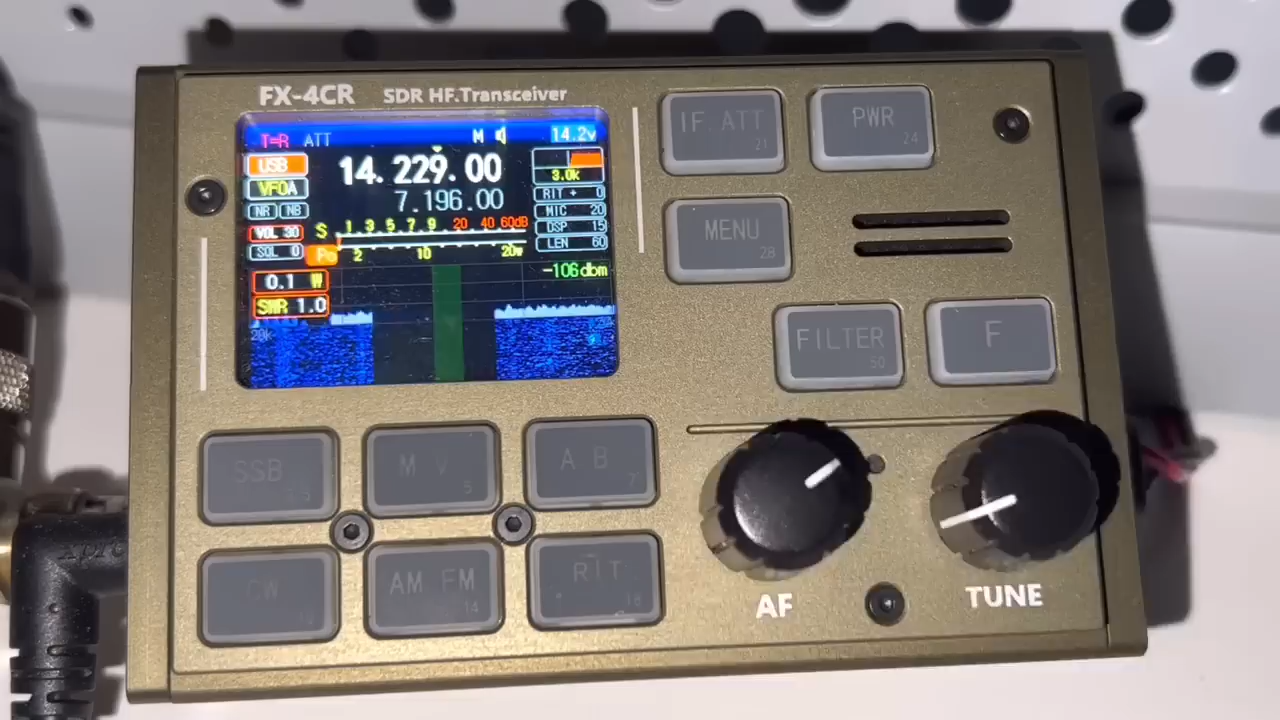 FX-4CR SDR HF.Transceiver
T=R ATT M 14.2v
USB 14.229.00 3.0k
VFOA 7.196.00 RIT + 0
NR NB MIC 20
VOL 30 S 1 3 5 7 9 20 40 60dB DSP 15
SQL 0 Po 2 10 20w LEN 60
0.1 W -106dbm
SWR 1.0
20k
IF.ATT 21
PWR 24
MENU 28
FILTER 50
F
SSB
M V 5
A B 7
CW
AM FM 14
RIT 18
AF
TUNE